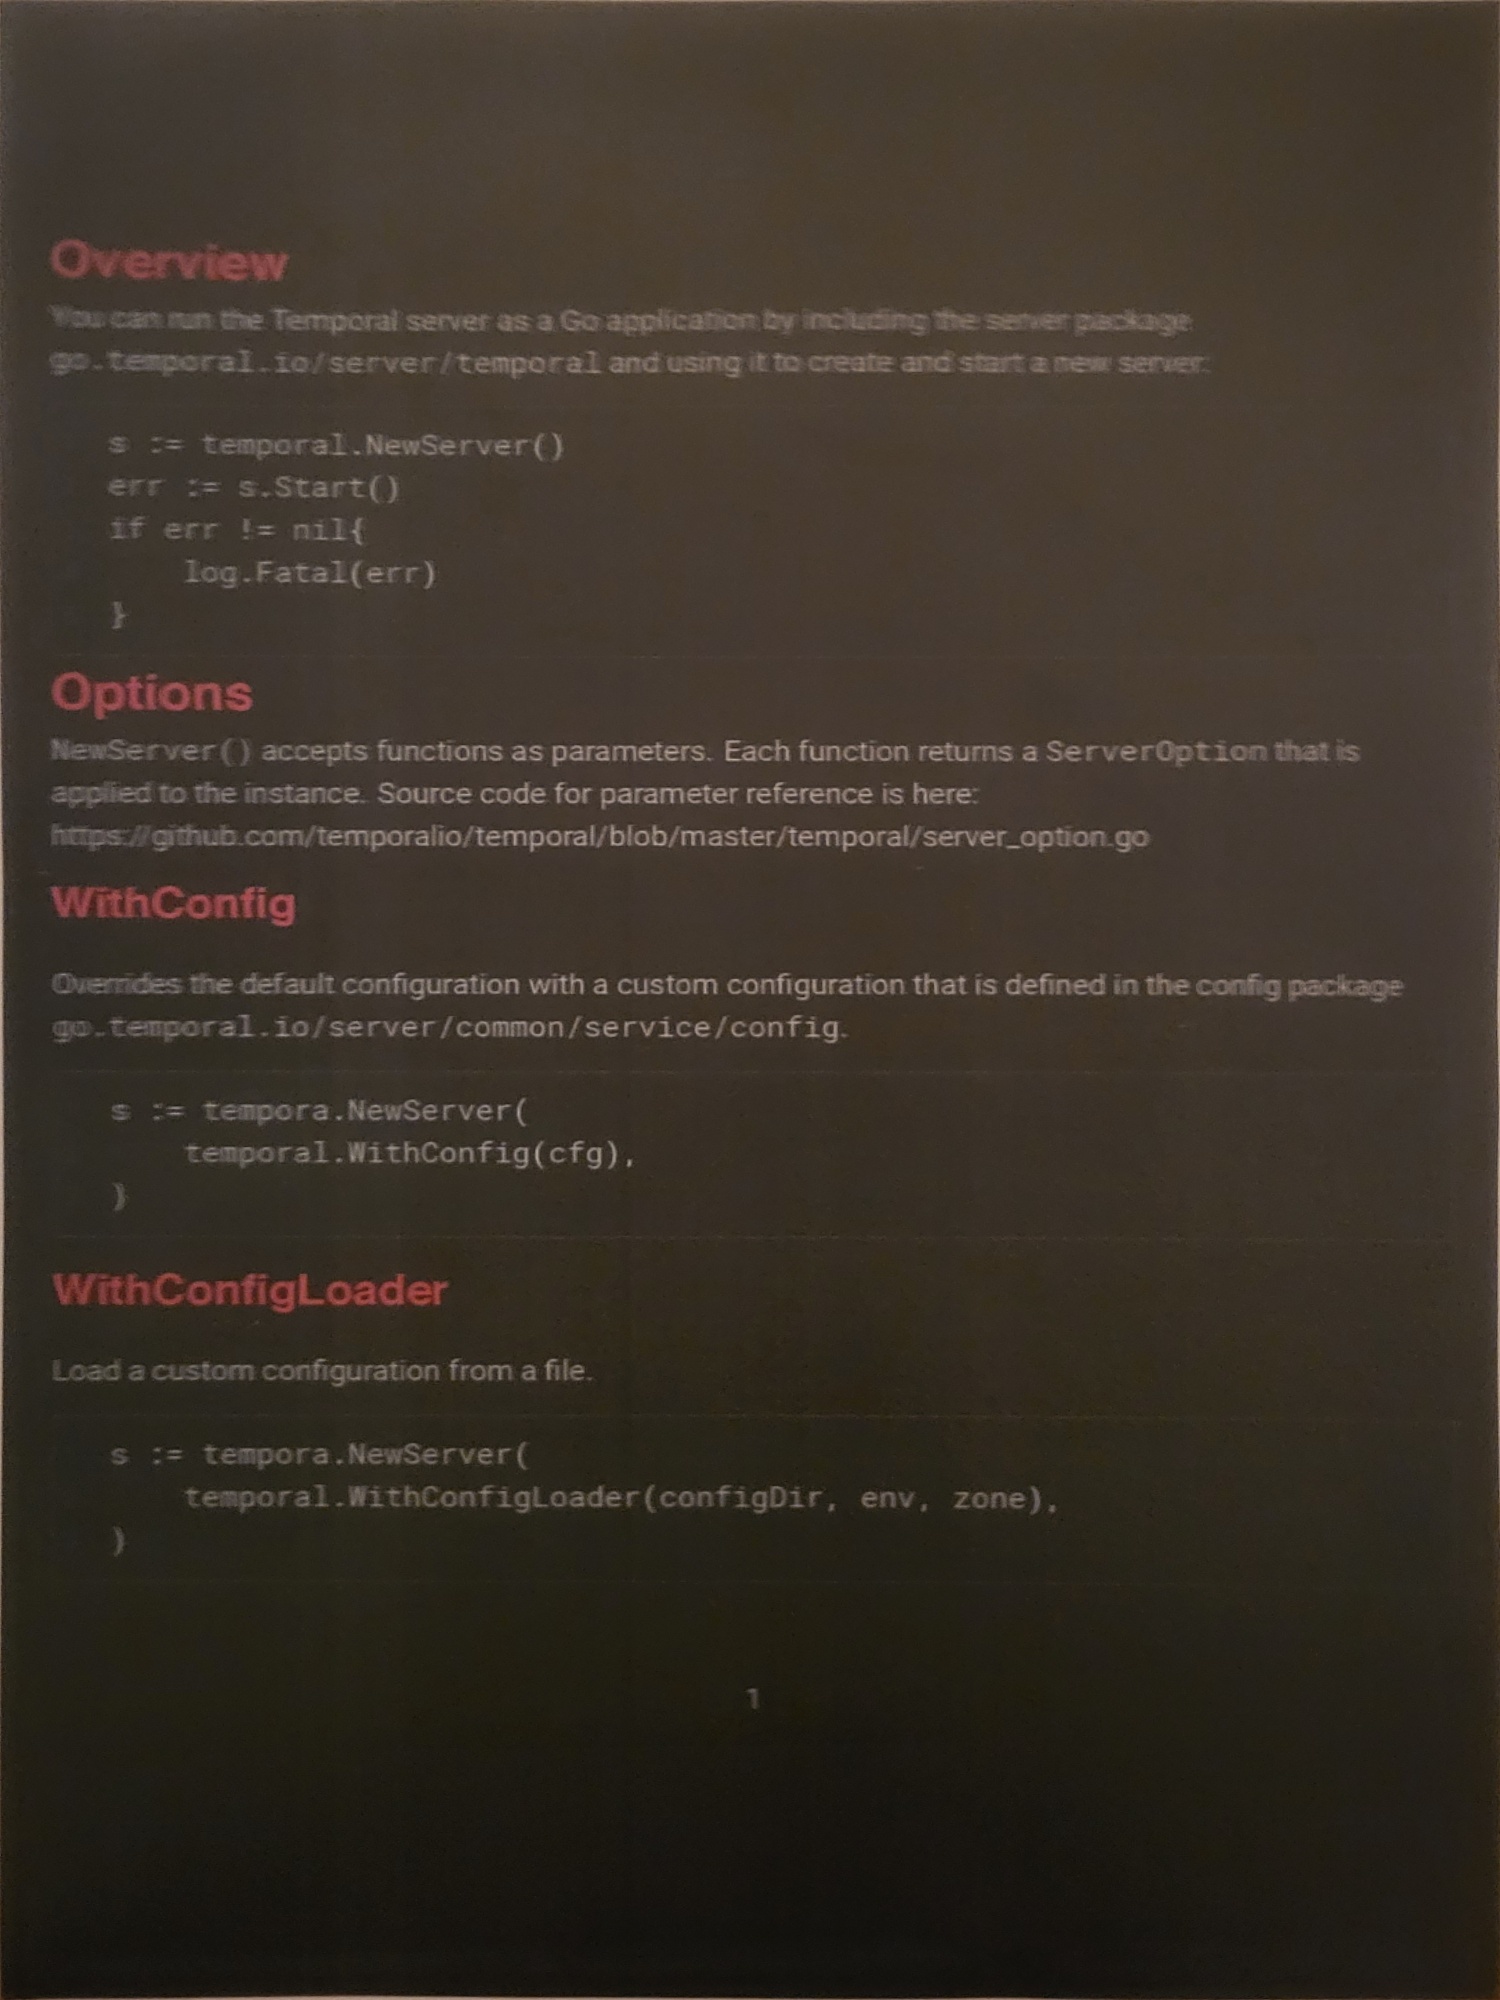 Overview
You can run the Temporal server as a Go application by including the server package
go.temporal.io/server/temporal and using it to create and start a new server:
s := temporal.NewServer()
err := s.Start()
if err != nil{
    log.Fatal(err)
}
Options
NewServer() accepts functions as parameters. Each function returns a ServerOption that is
applied to the instance. Source code for parameter reference is here:
https://github.com/temporalio/temporal/blob/master/temporal/server_option.go
WithConfig
Overrides the default configuration with a custom configuration that is defined in the config package
go.temporal.io/server/common/service/config.
s := tempora.NewServer(
    temporal.WithConfig(cfg),
)
WithConfigLoader
Load a custom configuration from a file.
s := tempora.NewServer(
    temporal.WithConfigLoader(configDir, env, zone),
)
1